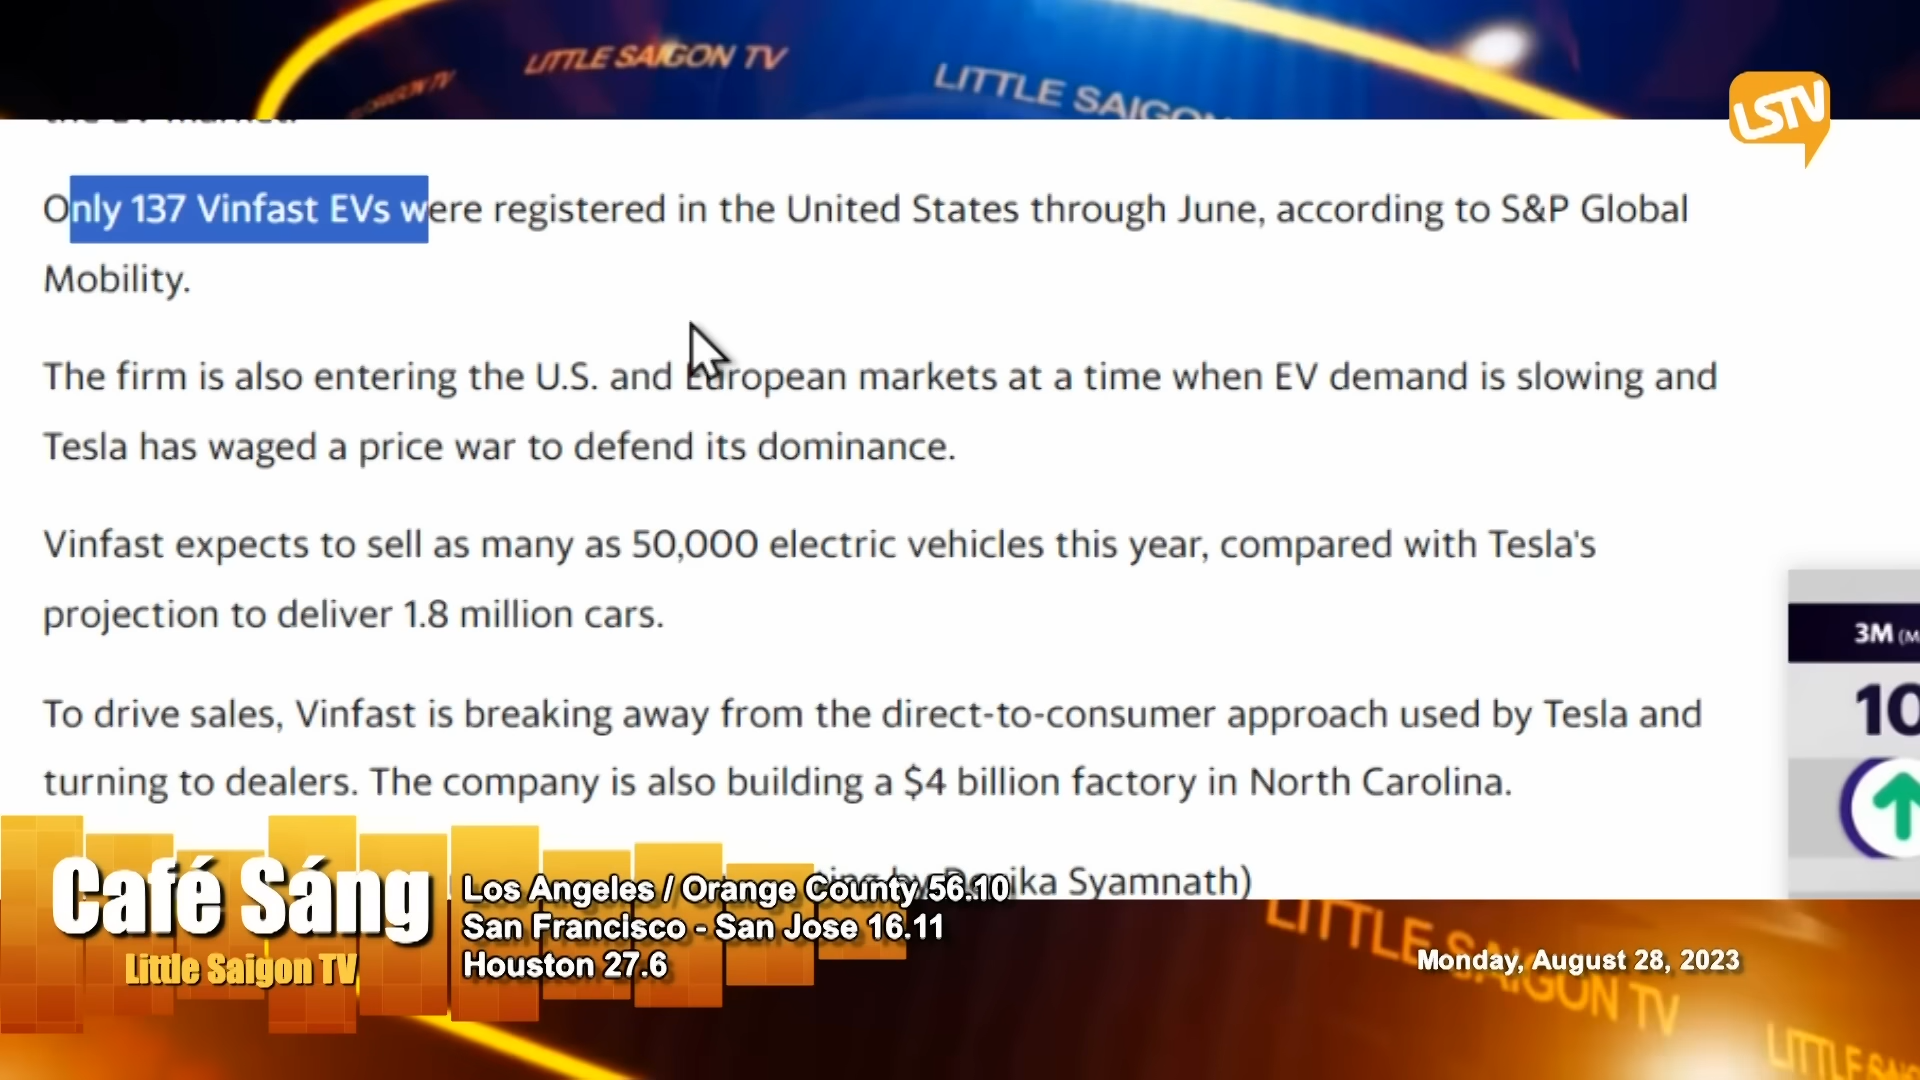 LITTLE SAIGON TV
LITTLE SAIGON
LSTV
Only 137 Vinfast EVs were registered in the United States through June, according to S&P Global
Mobility.
The firm is also entering the U.S. and European markets at a time when EV demand is slowing and
Tesla has waged a price war to defend its dominance.
Vinfast expects to sell as many as 50,000 electric vehicles this year, compared with Tesla's
projection to deliver 1.8 million cars.
To drive sales, Vinfast is breaking away from the direct-to-consumer approach used by Tesla and
turning to dealers. The company is also building a $4 billion factory in North Carolina.
Syamnath)
3M
10
Café Sáng
Little Saigon TV
Los Angeles / Orange County 56.10
San Francisco - San Jose 16.11
Houston 27.6
Monday, August 28, 2023
LITTLE SAIGON TV
LITTLE